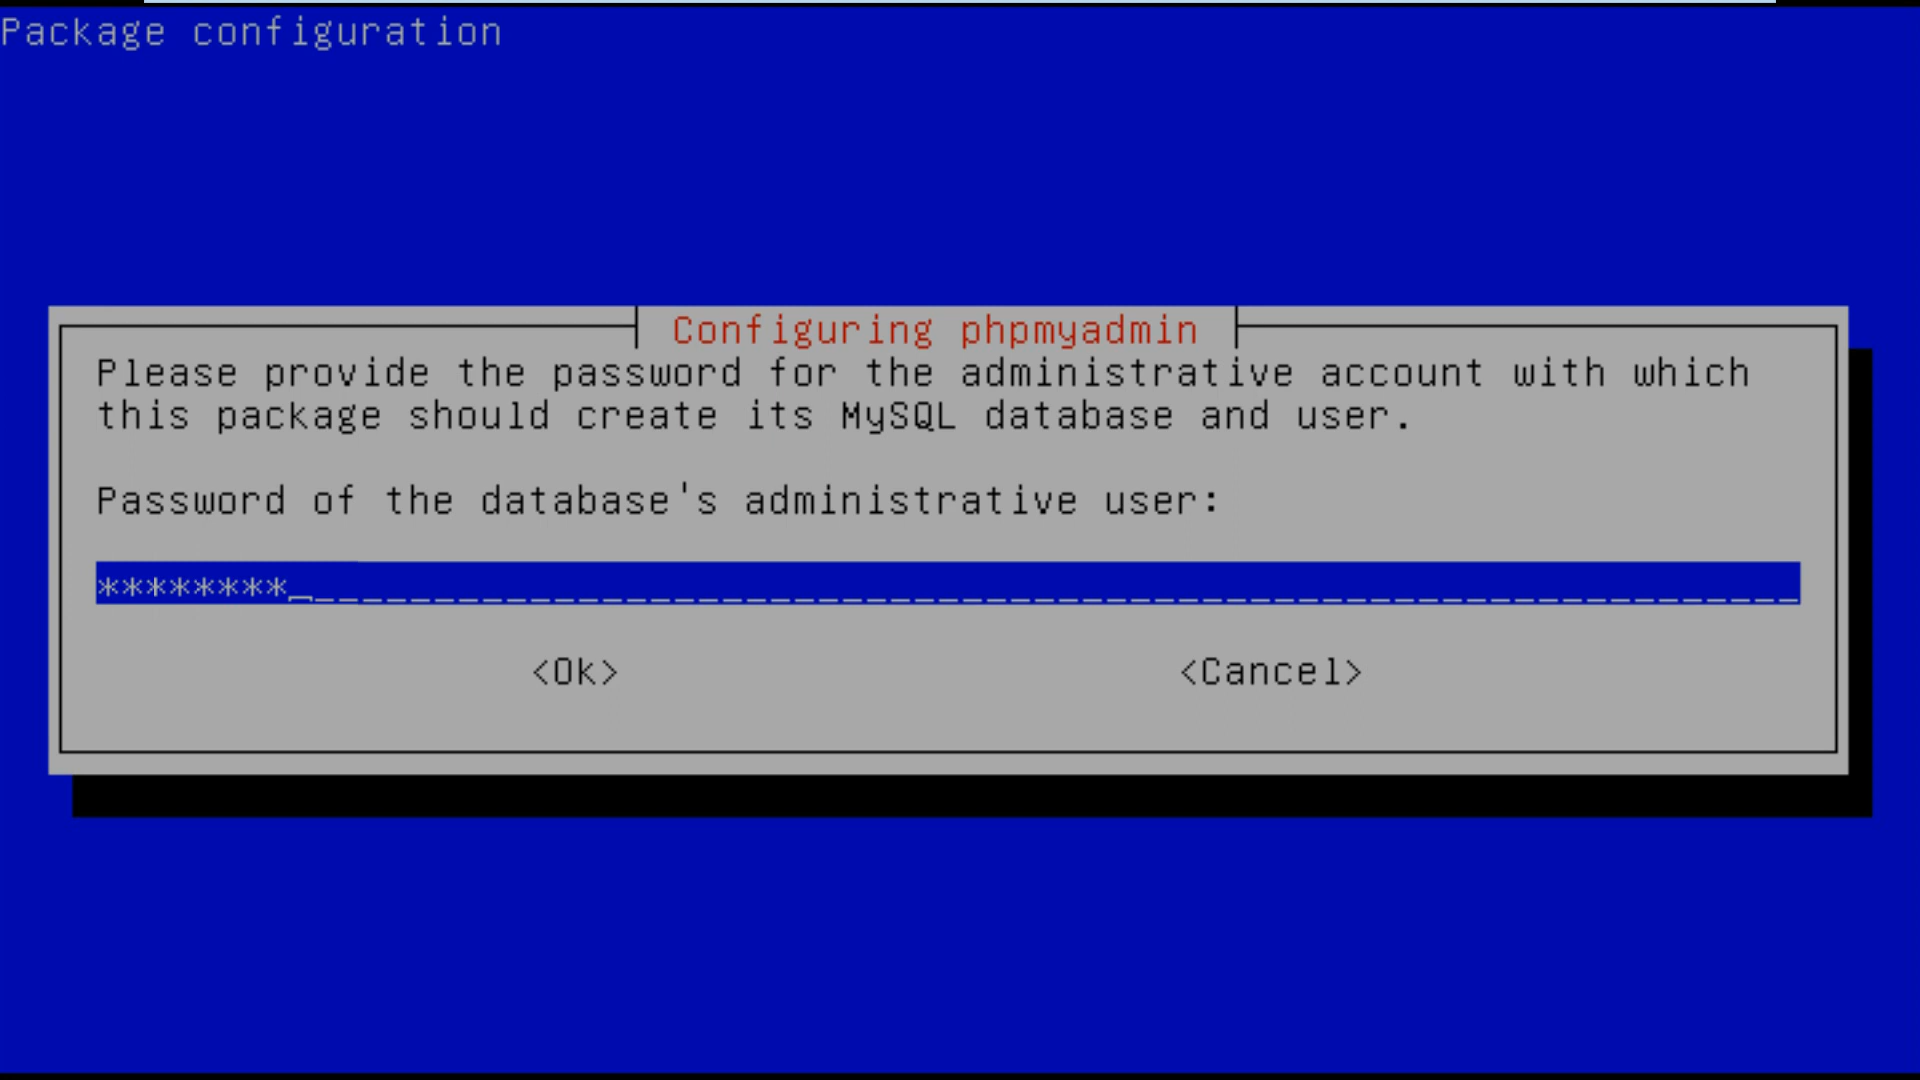 Package configuration
Configuring phpmyadmin
Please provide the password for the administrative account with which
this package should create its MySQL database and user.
Password of the database's administrative user:
********______________________________________________________________
<Ok> <Cancel>